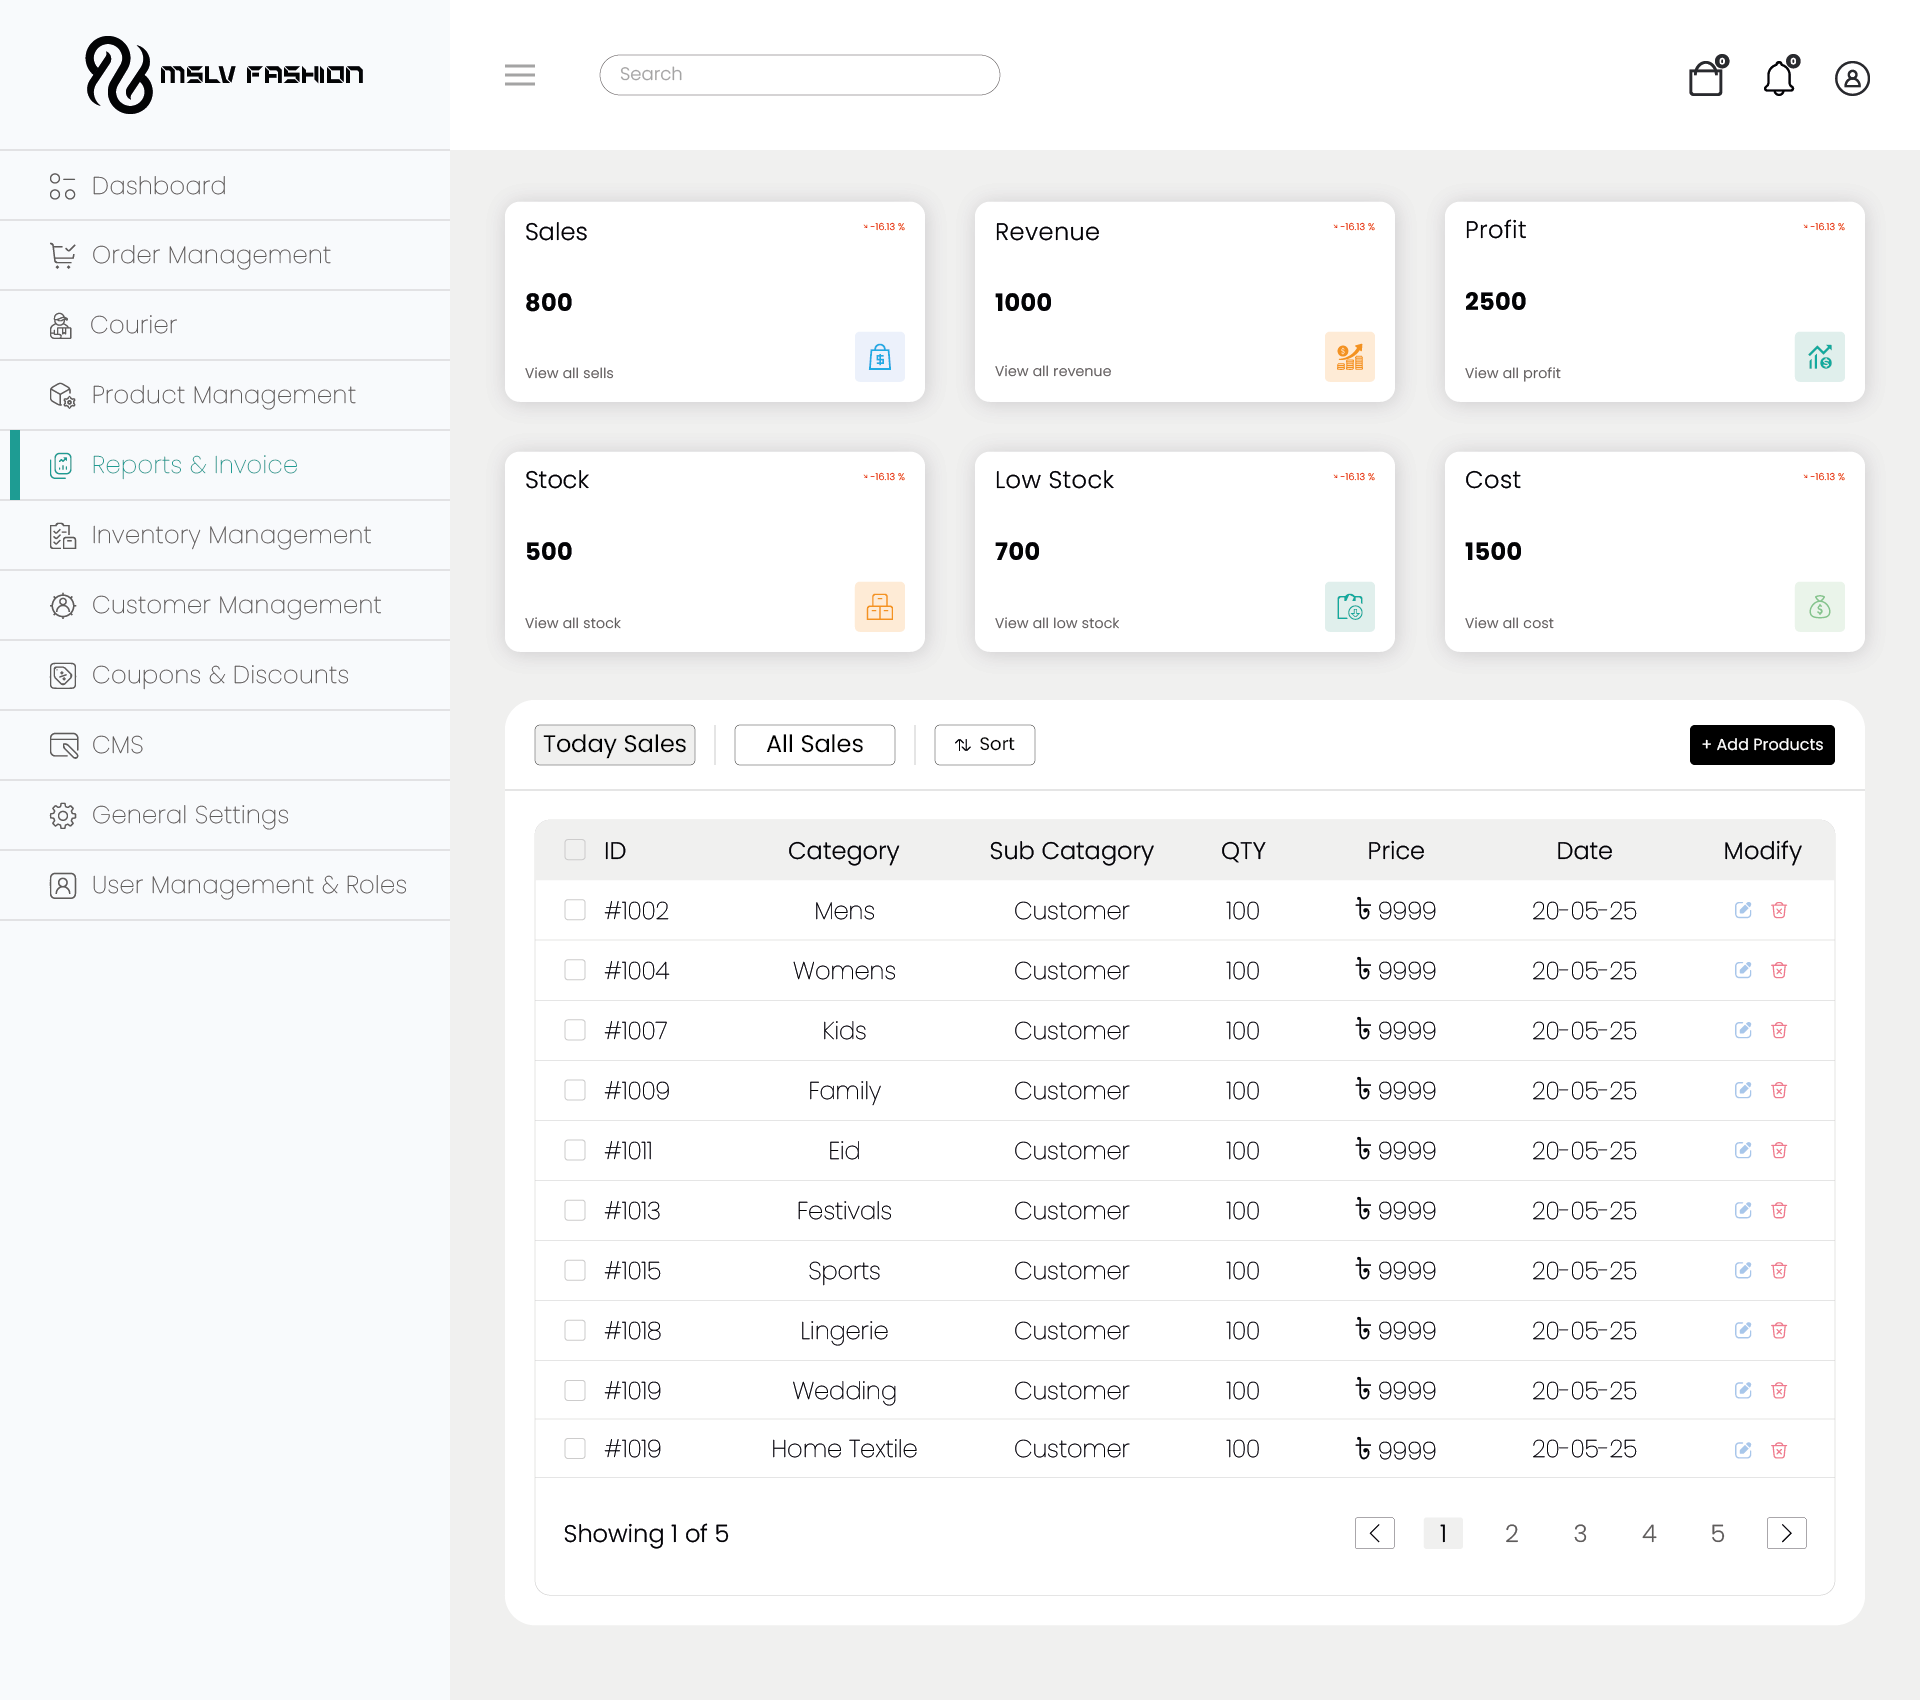 MSLV FASHION
Search
0
0
Dashboard
Order Management
Courier
Product Management
Reports & Invoice
Inventory Management
Customer Management
Coupons & Discounts
CMS
General Settings
User Management & Roles
Sales
-16.13 %
800
View all sells
Revenue
-16.13 %
1000
View all revenue
Profit
-16.13 %
2500
View all profit
Stock
-16.13 %
500
View all stock
Low Stock
-16.13 %
700
View all low stock
Cost
-16.13 %
1500
View all cost
Today Sales
All Sales
Sort
+ Add Products
ID Category Sub Catagory QTY Price Date Modify
#1002 Mens Customer 100 ৳ 9999 20-05-25
#1004 Womens Customer 100 ৳ 9999 20-05-25
#1007 Kids Customer 100 ৳ 9999 20-05-25
#1009 Family Customer 100 ৳ 9999 20-05-25
#1011 Eid Customer 100 ৳ 9999 20-05-25
#1013 Festivals Customer 100 ৳ 9999 20-05-25
#1015 Sports Customer 100 ৳ 9999 20-05-25
#1018 Lingerie Customer 100 ৳ 9999 20-05-25
#1019 Wedding Customer 100 ৳ 9999 20-05-25
#1019 Home Textile Customer 100 ৳ 9999 20-05-25
Showing 1 of 5
1 2 3 4 5